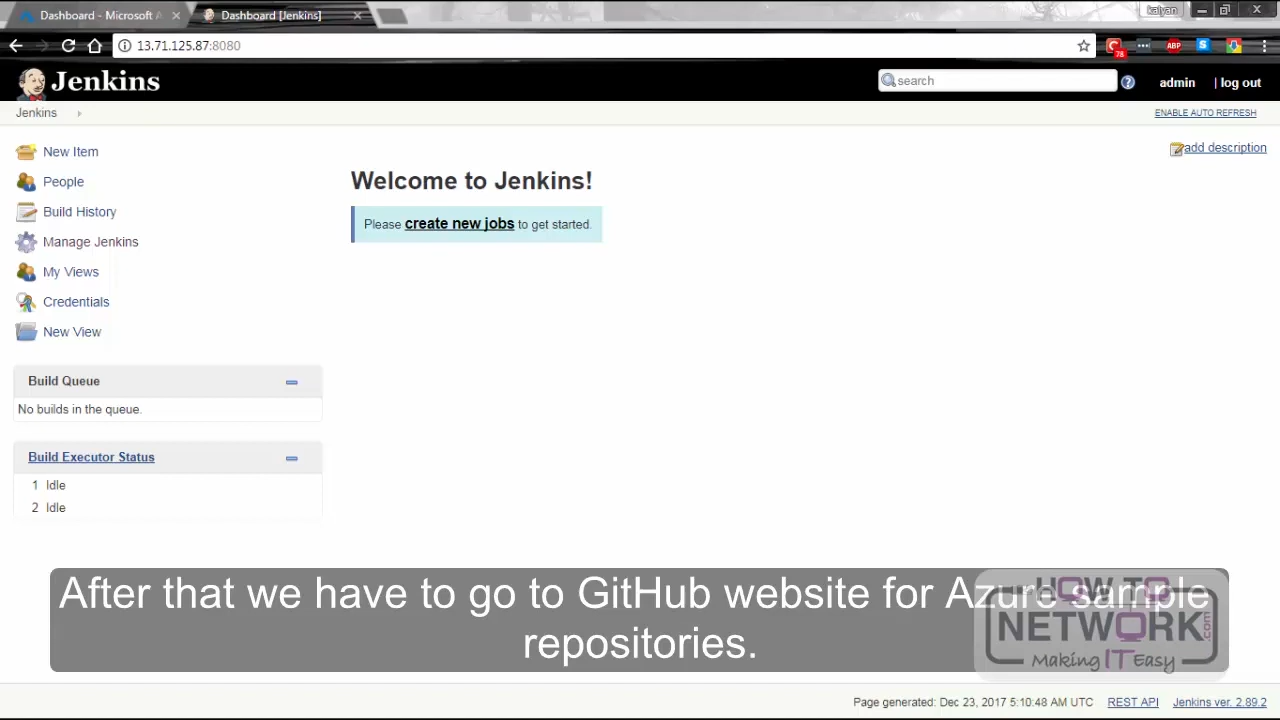 Dashboard - Microsoft A
Dashboard [Jenkins]
kalyan
13.71.125.87:8080
78
ABP
S
Jenkins
search
?
admin
| log out
Jenkins
ENABLE AUTO REFRESH
New Item
People
Build History
Manage Jenkins
My Views
Credentials
New View
add description
Welcome to Jenkins!
Please create new jobs to get started.
Build Queue
No builds in the queue.
Build Executor Status
1 Idle
2 Idle
After that we have to go to GitHub website for Azure sample
repositories.
HOW TO
NETWORK.com
Making IT Easy
Page generated: Dec 23, 2017 5:10:48 AM UTC
REST API
Jenkins ver. 2.89.2